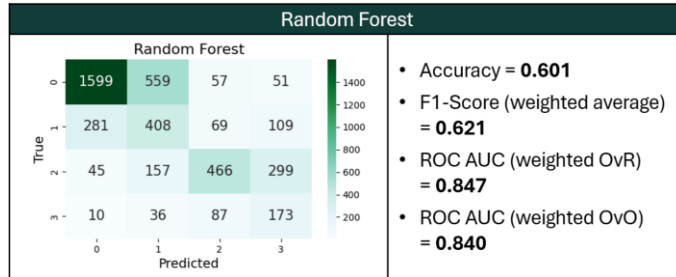 Random Forest
Random Forest
True
0
1599 559 57 51
1
281 408 69 109
2
45 157 466 299
3
10 36 87 173
0 1 2 3
Predicted
1400
1200
1000
800
600
400
200
• Accuracy = 0.601
• F1-Score (weighted average)
= 0.621
• ROC AUC (weighted OvR)
= 0.847
• ROC AUC (weighted OvO)
= 0.840